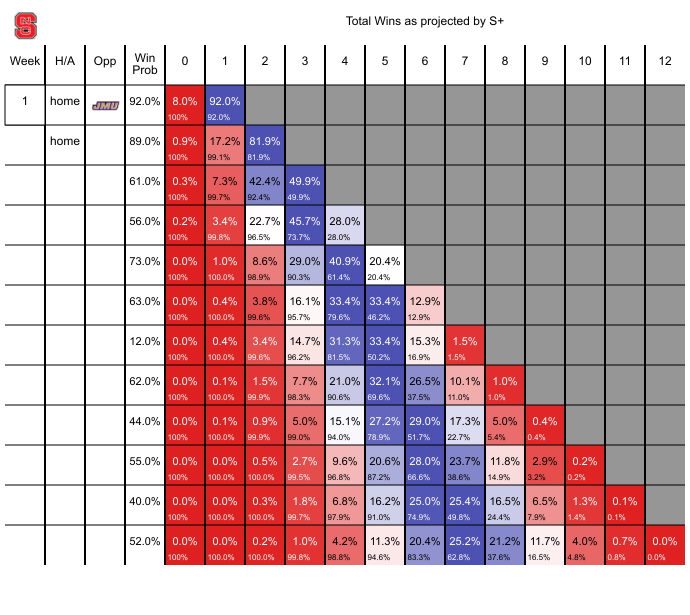 S
Total Wins as projected by S+
Week H/A Opp Win Prob 0 1 2 3 4 5 6 7 8 9 10 11 12
1 home JMU 92.0% 8.0% 92.0%
100% 92.0%
home 89.0% 0.9% 17.2% 81.9%
100% 99.1% 81.9%
61.0% 0.3% 7.3% 42.4% 49.9%
100% 99.7% 92.4% 49.9%
56.0% 0.2% 3.4% 22.7% 45.7% 28.0%
100% 99.8% 96.5% 73.7% 28.0%
73.0% 0.0% 1.0% 8.6% 29.0% 40.9% 20.4%
100% 100.0% 98.9% 90.3% 61.4% 20.4%
63.0% 0.0% 0.4% 3.8% 16.1% 33.4% 33.4% 12.9%
100% 100.0% 99.6% 95.7% 79.6% 46.2% 12.9%
12.0% 0.0% 0.4% 3.4% 14.7% 31.3% 33.4% 15.3% 1.5%
100% 100.0% 99.6% 96.2% 81.5% 50.2% 16.9% 1.5%
62.0% 0.0% 0.1% 1.5% 7.7% 21.0% 32.1% 26.5% 10.1% 1.0%
100% 100.0% 99.9% 98.3% 90.6% 69.6% 37.5% 11.0% 1.0%
44.0% 0.0% 0.1% 0.9% 5.0% 15.1% 27.2% 29.0% 17.3% 5.0% 0.4%
100% 100.0% 99.9% 99.0% 94.0% 78.9% 51.7% 22.7% 5.4% 0.4%
55.0% 0.0% 0.0% 0.5% 2.7% 9.6% 20.6% 28.0% 23.7% 11.8% 2.9% 0.2%
100% 100.0% 100.0% 99.5% 96.8% 87.2% 66.6% 38.6% 14.9% 3.2% 0.2%
40.0% 0.0% 0.0% 0.3% 1.8% 6.8% 16.2% 25.0% 25.4% 16.5% 6.5% 1.3% 0.1%
100% 100.0% 100.0% 99.7% 97.9% 91.0% 74.9% 49.8% 24.4% 7.9% 1.4% 0.1%
52.0% 0.0% 0.0% 0.2% 1.0% 4.2% 11.3% 20.4% 25.2% 21.2% 11.7% 4.0% 0.7% 0.0%
100% 100.0% 100.0% 99.8% 98.8% 94.6% 83.3% 62.8% 37.6% 16.5% 4.8% 0.8% 0.0%